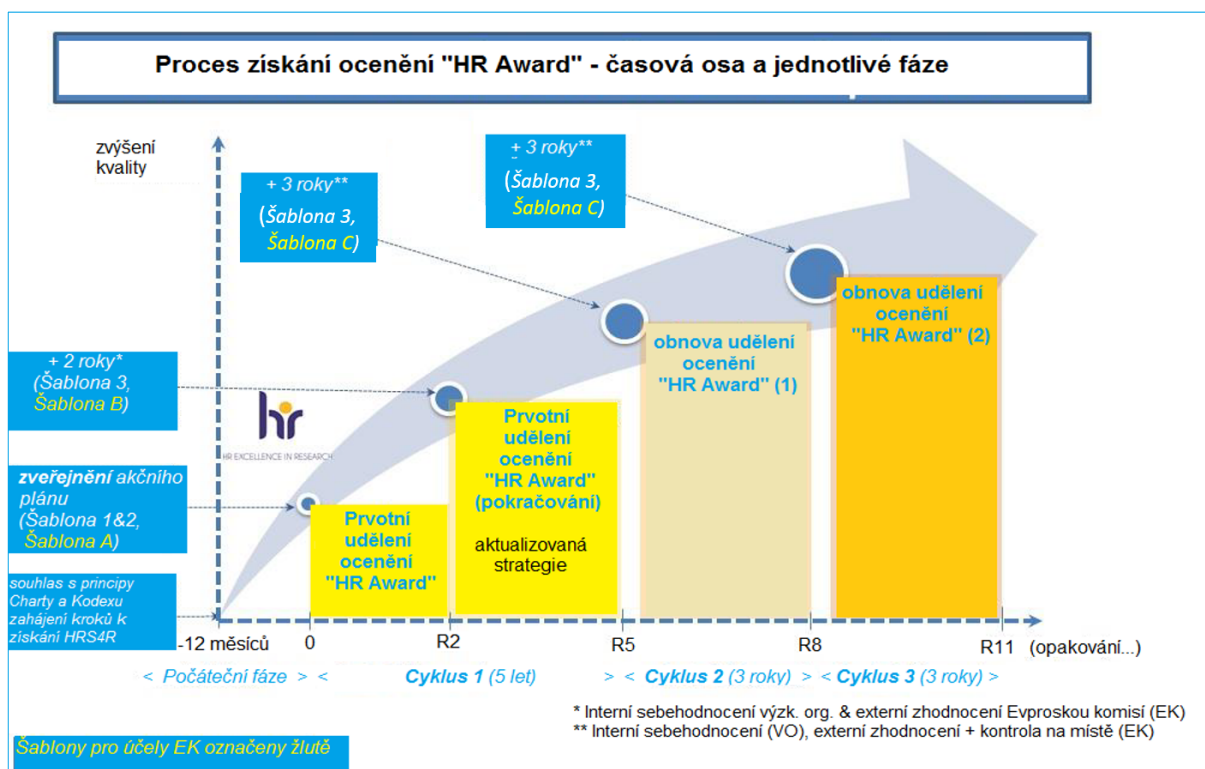 Proces získání ocenění "HR Award" - časová osa a jednotlivé fáze
zvýšení
kvality
+ 3 roky**
(Šablona 3,
Šablona C)
+ 3 roky**
(Šablona 3,
Šablona C)
+ 2 roky*
(Šablona 3,
Šablona B)
hr
HR EXCELLENCE IN RESEARCH
zveřejnění akčního
plánu
(Šablona 1&2,
Šablona A)
souhlas s principy
Charty a Kodexu
zahájení kroků k
získání HRS4R
Prvotní
udělení
ocenění
"HR Award"
Prvotní
udělení
ocenění
"HR Award"
(pokračování)
aktualizovaná
strategie
obnova udělení
ocenění
"HR Award" (1)
obnova udělení
ocenění
"HR Award" (2)
-12 měsíců 0 R2 R5 R8 R11 (opakování...)
< Počáteční fáze > < Cyklus 1 (5 let) > < Cyklus 2 (3 roky) > < Cyklus 3 (3 roky) >
* Interní sebehodnocení výzk. org. & externí zhodnocení Evproskou komisí (EK)
** Interní sebehodnocení (VO), externí zhodnocení + kontrola na místě (EK)
Šablony pro účely EK označeny žlutě